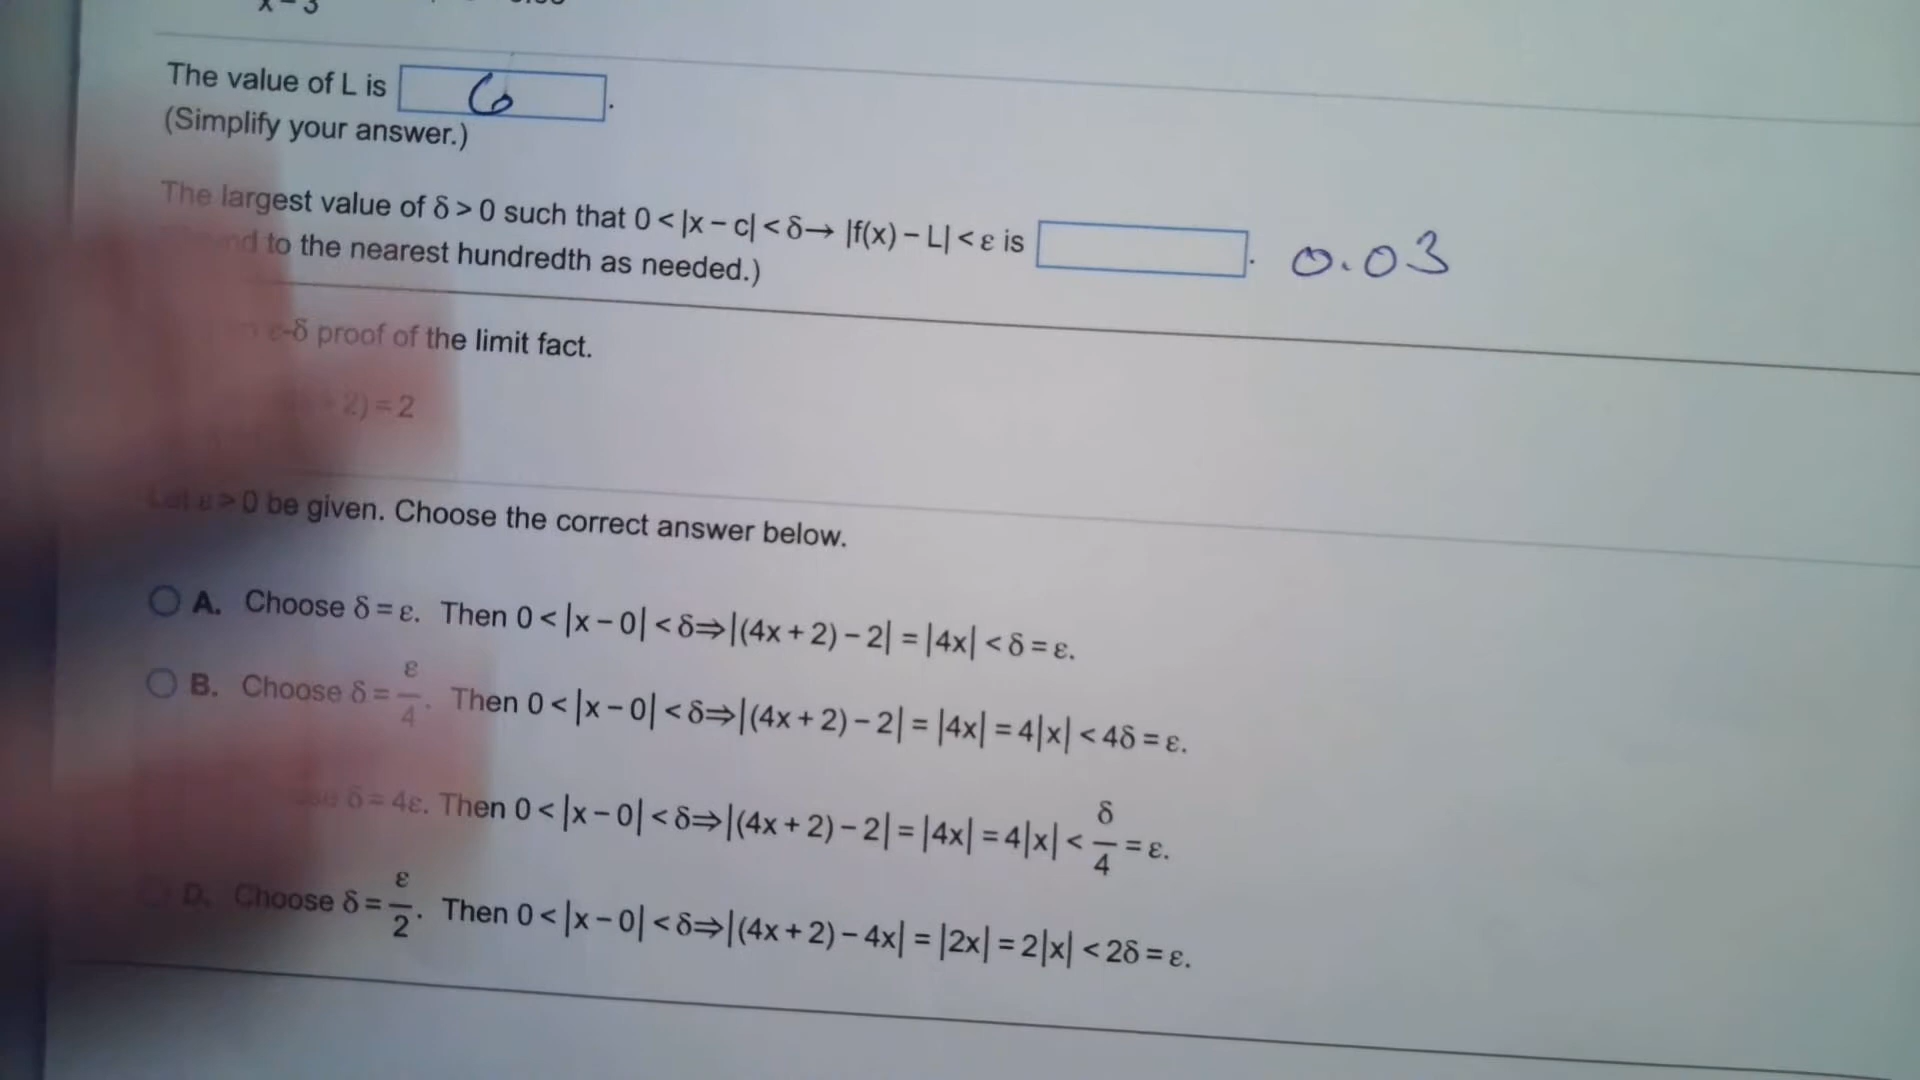 x - 3
The value of L is 6.
(Simplify your answer.)
The largest value of δ > 0 such that 0 < |x - c| < δ → |f(x) - L| < ε is . 0.03
to the nearest hundredth as needed.)
ε-δ proof of the limit fact.
2) = 2
Let ε > 0 be given. Choose the correct answer below.
A. Choose δ = ε. Then 0 < |x - 0| < δ ⇒ |(4x + 2) - 2| = |4x| < δ = ε.
B. Choose δ = ε/4. Then 0 < |x - 0| < δ ⇒ |(4x + 2) - 2| = |4x| = 4|x| < 4δ = ε.
δ = 4ε. Then 0 < |x - 0| < δ ⇒ |(4x + 2) - 2| = |4x| = 4|x| < δ/4 = ε.
D. Choose δ = ε/2. Then 0 < |x - 0| < δ ⇒ |(4x + 2) - 4x| = |2x| = 2|x| < 2δ = ε.